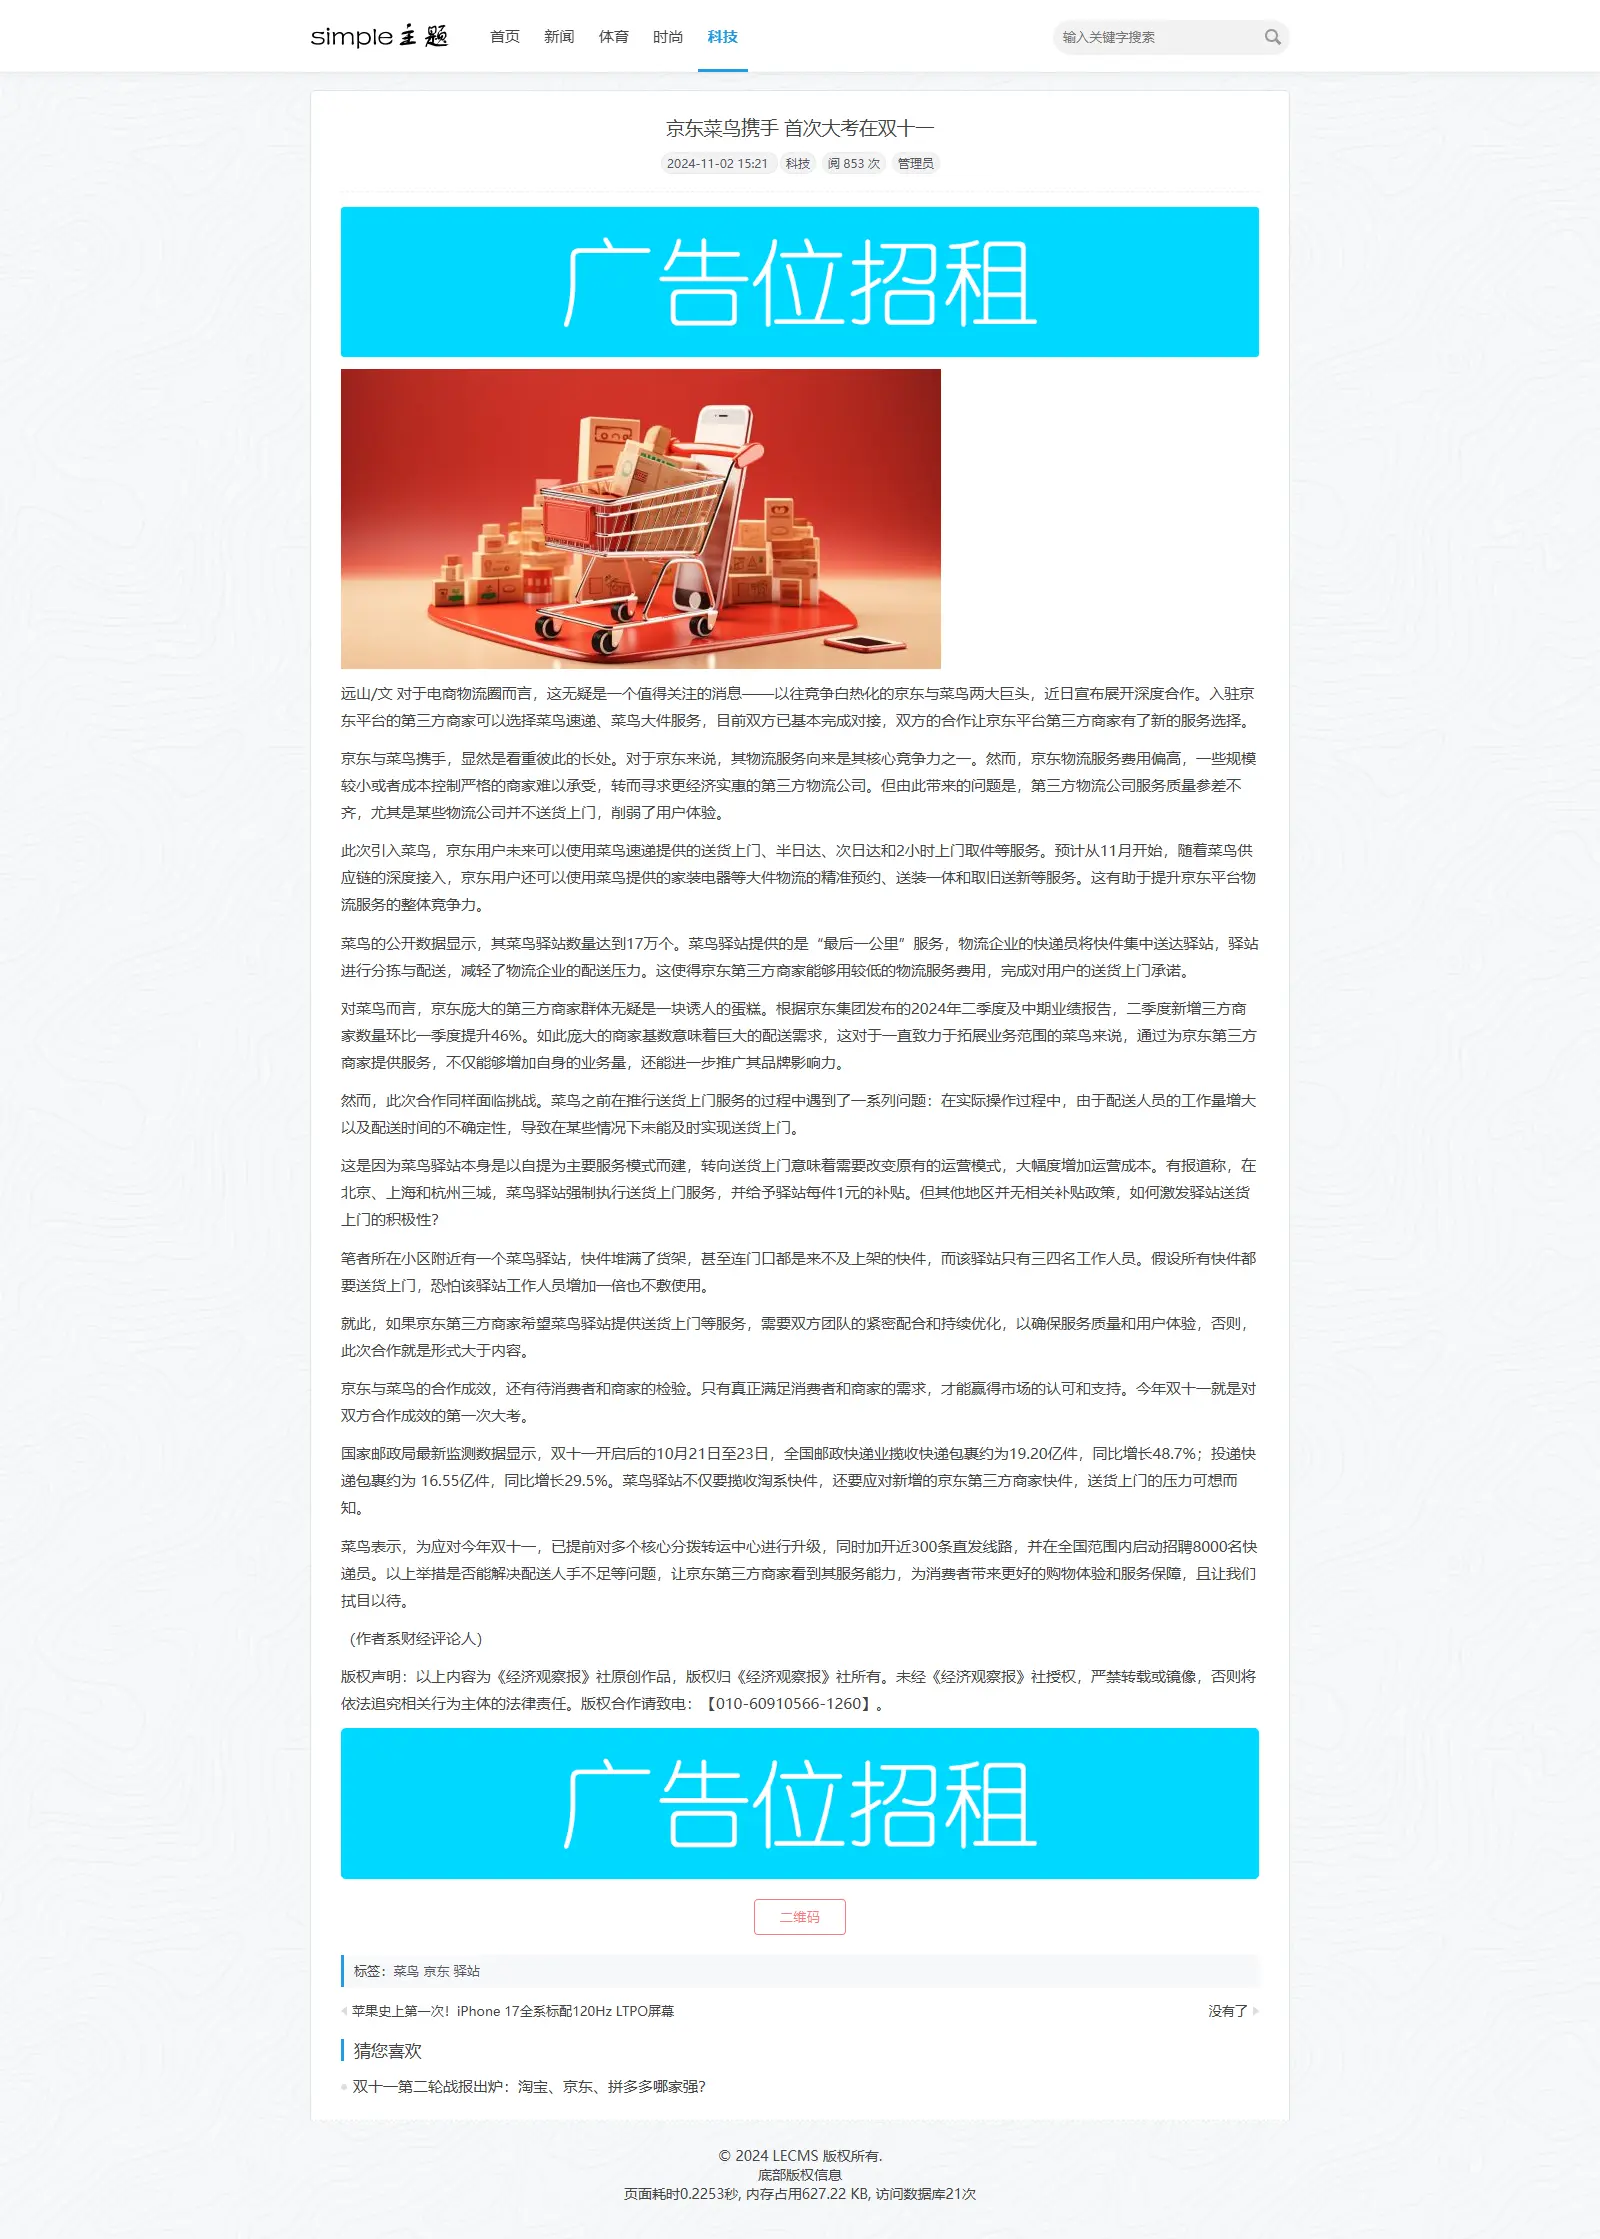 simple主题
首页 新闻 体育 时尚 科技
输入关键字搜索
京东菜鸟携手 首次大考在双十一
2024-11-02 15:21 科技 阅 853 次 管理员
广告位招租
远山/文 对于电商物流圈而言，这无疑是一个值得关注的消息——以往竞争白热化的京东与菜鸟两大巨头，近日宣布展开深度合作。入驻京
东平台的第三方商家可以选择菜鸟速递、菜鸟大件服务，目前双方已基本完成对接，双方的合作让京东平台第三方商家有了新的服务选择。
京东与菜鸟携手，显然是看重彼此的长处。对于京东来说，其物流服务向来是其核心竞争力之一。然而，京东物流服务费用偏高，一些规模
较小或者成本控制严格的商家难以承受，转而寻求更经济实惠的第三方物流公司。但由此带来的问题是，第三方物流公司服务质量参差不
齐，尤其是某些物流公司并不送货上门，削弱了用户体验。
此次引入菜鸟，京东用户未来可以使用菜鸟速递提供的送货上门、半日达、次日达和2小时上门取件等服务。预计从11月开始，随着菜鸟供
应链的深度接入，京东用户还可以使用菜鸟提供的家装电器等大件物流的精准预约、送装一体和取旧送新等服务。这有助于提升京东平台物
流服务的整体竞争力。
菜鸟的公开数据显示，其菜鸟驿站数量达到17万个。菜鸟驿站提供的是“最后一公里”服务，物流企业的快递员将快件集中送达驿站，驿站
进行分拣与配送，减轻了物流企业的配送压力。这使得京东第三方商家能够用较低的物流服务费用，完成对用户的送货上门承诺。
对菜鸟而言，京东庞大的第三方商家群体无疑是一块诱人的蛋糕。根据京东集团发布的2024年二季度及中期业绩报告，二季度新增三方商
家数量环比一季度提升46%。如此庞大的商家基数意味着巨大的配送需求，这对于一直致力于拓展业务范围的菜鸟来说，通过为京东第三方
商家提供服务，不仅能够增加自身的业务量，还能进一步推广其品牌影响力。
然而，此次合作同样面临挑战。菜鸟之前在推行送货上门服务的过程中遇到了一系列问题：在实际操作过程中，由于配送人员的工作量增大
以及配送时间的不确定性，导致在某些情况下未能及时实现送货上门。
这是因为菜鸟驿站本身是以自提为主要服务模式而建，转向送货上门意味着需要改变原有的运营模式，大幅度增加运营成本。有报道称，在
北京、上海和杭州三城，菜鸟驿站强制执行送货上门服务，并给予驿站每件1元的补贴。但其他地区并无相关补贴政策，如何激发驿站送货
上门的积极性？
笔者所在小区附近有一个菜鸟驿站，快件堆满了货架，甚至连门口都是来不及上架的快件，而该驿站只有三四名工作人员。假设所有快件都
要送货上门，恐怕该驿站工作人员增加一倍也不敷使用。
就此，如果京东第三方商家希望菜鸟驿站提供送货上门等服务，需要双方团队的紧密配合和持续优化，以确保服务质量和用户体验，否则，
此次合作就是形式大于内容。
京东与菜鸟的合作成效，还有待消费者和商家的检验。只有真正满足消费者和商家的需求，才能赢得市场的认可和支持。今年双十一就是对
双方合作成效的第一次大考。
国家邮政局最新监测数据显示，双十一开启后的10月21日至23日，全国邮政快递业揽收快递包裹约为19.20亿件，同比增长48.7%；投递快
递包裹约为 16.55亿件，同比增长29.5%。菜鸟驿站不仅要揽收淘系快件，还要应对新增的京东第三方商家快件，送货上门的压力可想而
知。
菜鸟表示，为应对今年双十一，已提前对多个核心分拨转运中心进行升级，同时加开近300条直发线路，并在全国范围内启动招聘8000名快
递员。以上举措是否能解决配送人手不足等问题，让京东第三方商家看到其服务能力，为消费者带来更好的购物体验和服务保障，且让我们
拭目以待。
（作者系财经评论人）
版权声明：以上内容为《经济观察报》社原创作品，版权归《经济观察报》社所有。未经《经济观察报》社授权，严禁转载或镜像，否则将
依法追究相关行为主体的法律责任。版权合作请致电：【010-60910566-1260】。
广告位招租
二维码
标签：菜鸟 京东 驿站
苹果史上第一次！iPhone 17全系标配120Hz LTPO屏幕
没有了
猜您喜欢
双十一第二轮战报出炉：淘宝、京东、拼多多哪家强？
© 2024 LECMS 版权所有.
底部版权信息
页面耗时0.2253秒, 内存占用627.22 KB, 访问数据库21次